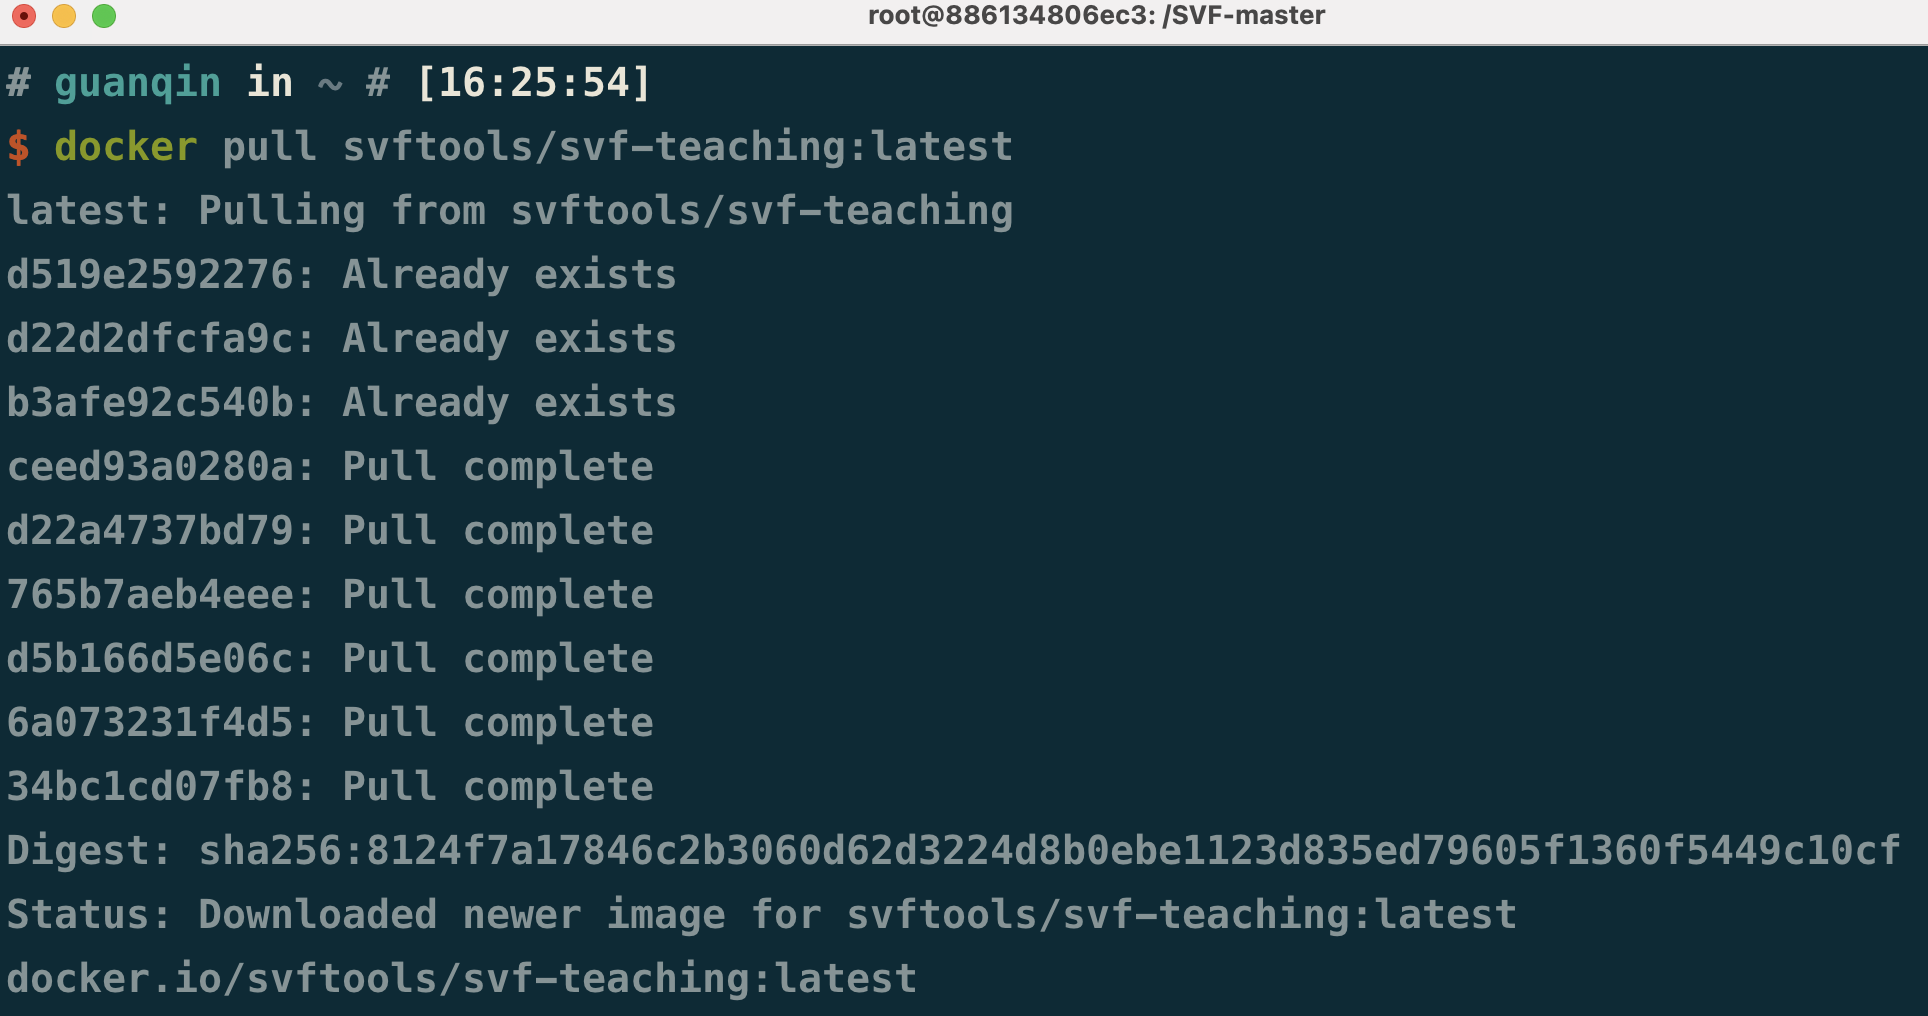 root@886134806ec3: /SVF-master
# guanqin in ~ # [16:25:54]
$ docker pull svftools/svf-teaching:latest
latest: Pulling from svftools/svf-teaching
d519e2592276: Already exists
d22d2dfcfa9c: Already exists
b3afe92c540b: Already exists
ceed93a0280a: Pull complete
d22a4737bd79: Pull complete
765b7aeb4eee: Pull complete
d5b166d5e06c: Pull complete
6a073231f4d5: Pull complete
34bc1cd07fb8: Pull complete
Digest: sha256:8124f7a17846c2b3060d62d3224d8b0ebe1123d835ed79605f1360f5449c10cf
Status: Downloaded newer image for svftools/svf-teaching:latest
docker.io/svftools/svf-teaching:latest